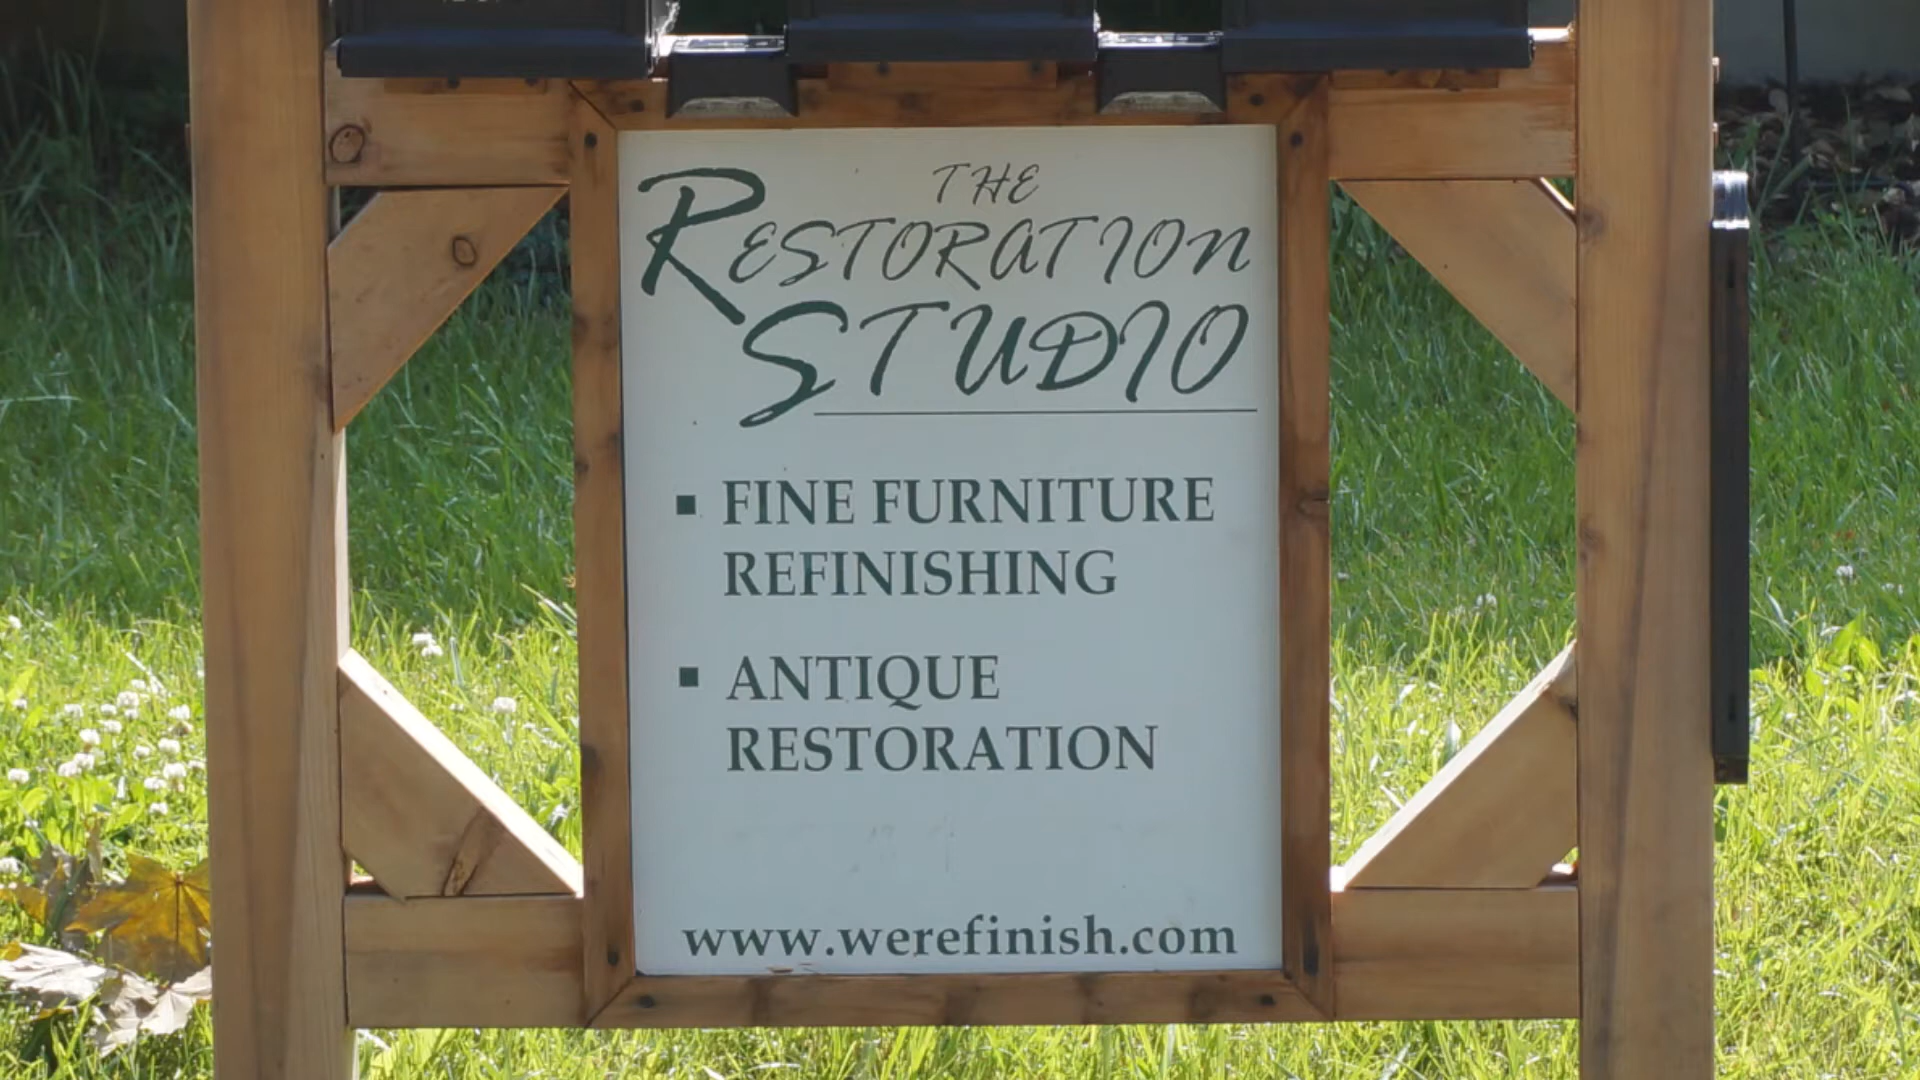 THE
RESTORATION
STUDIO
▪ FINE FURNITURE
REFINISHING
▪ ANTIQUE
RESTORATION
www.werefinish.com